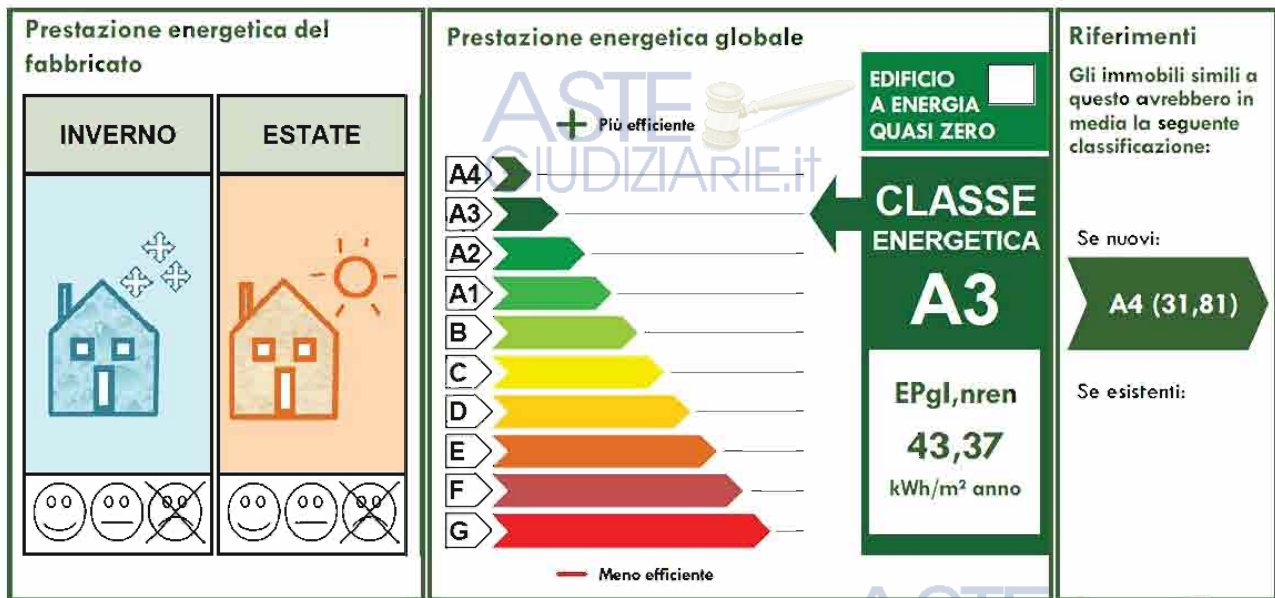 Prestazione energetica del
fabbricato
INVERNO
ESTATE
Prestazione energetica globale
ASTE
GIUDIZIARIE.it
Più efficiente
A4
A3
A2
A1
B
C
D
E
F
G
Meno efficiente
EDIFICIO
A ENERGIA
QUASI ZERO
CLASSE
ENERGETICA
A3
EPgl,nren
43,37
kWh/m² anno
Riferimenti
Gli immobili simili a
questo avrebbero in
media la seguente
classificazione:
Se nuovi:
A4 (31,81)
Se esistenti: